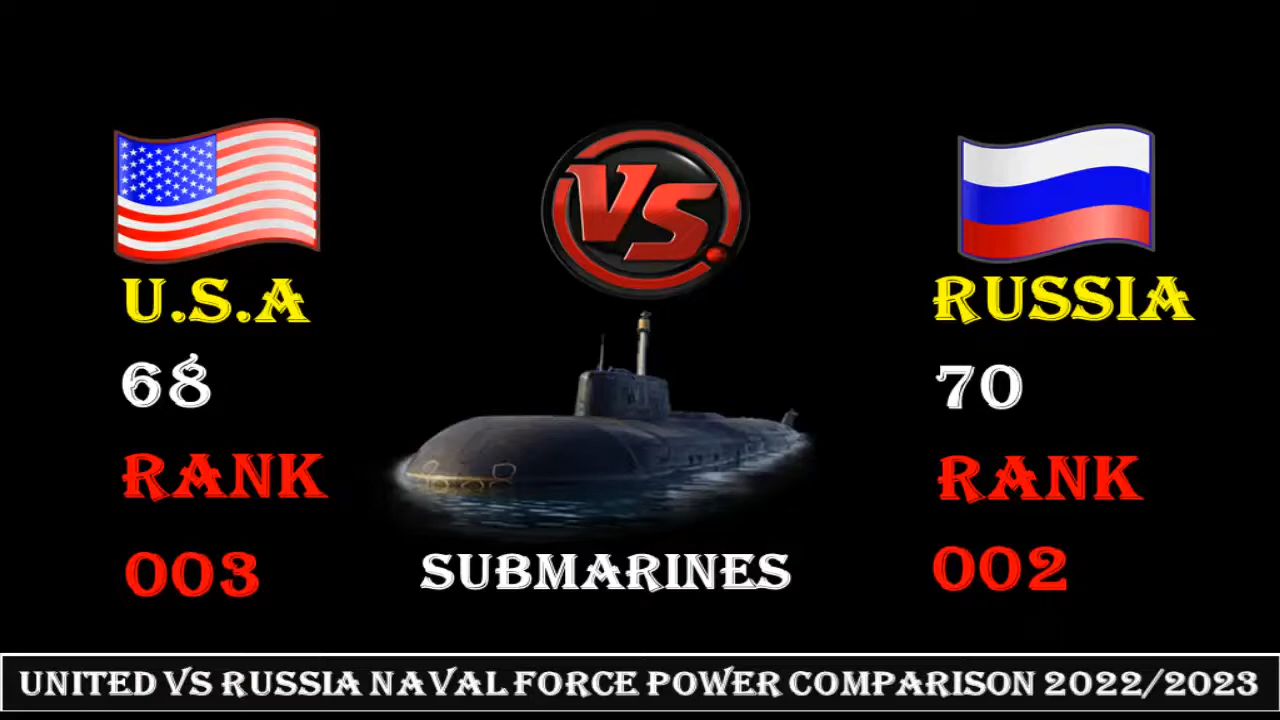 VS.
U.S.A
RUSSIA
68
70
RANK
RANK
003
SUBMARINES
002
UNITED VS RUSSIA NAVAL FORCE POWER COMPARISON 2022/2023